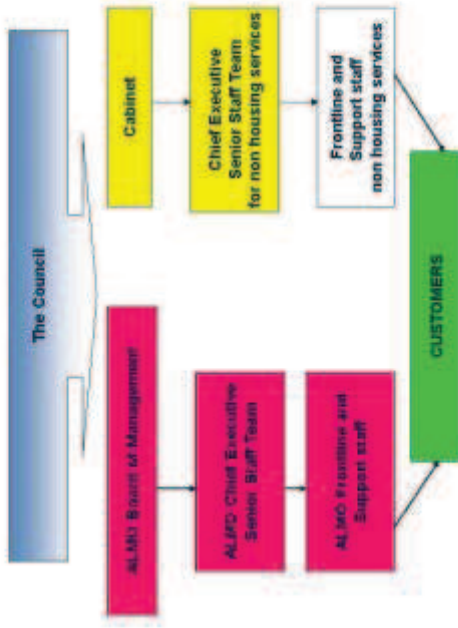 The Council
ALMO Board of Management
ALMO Chief Executive
Senior Staff Team
ALMO Frontline and
Support staff
Cabinet
Chief Executive
Senior Staff Team
for non housing services
Frontline and
Support staff
non housing services
CUSTOMERS